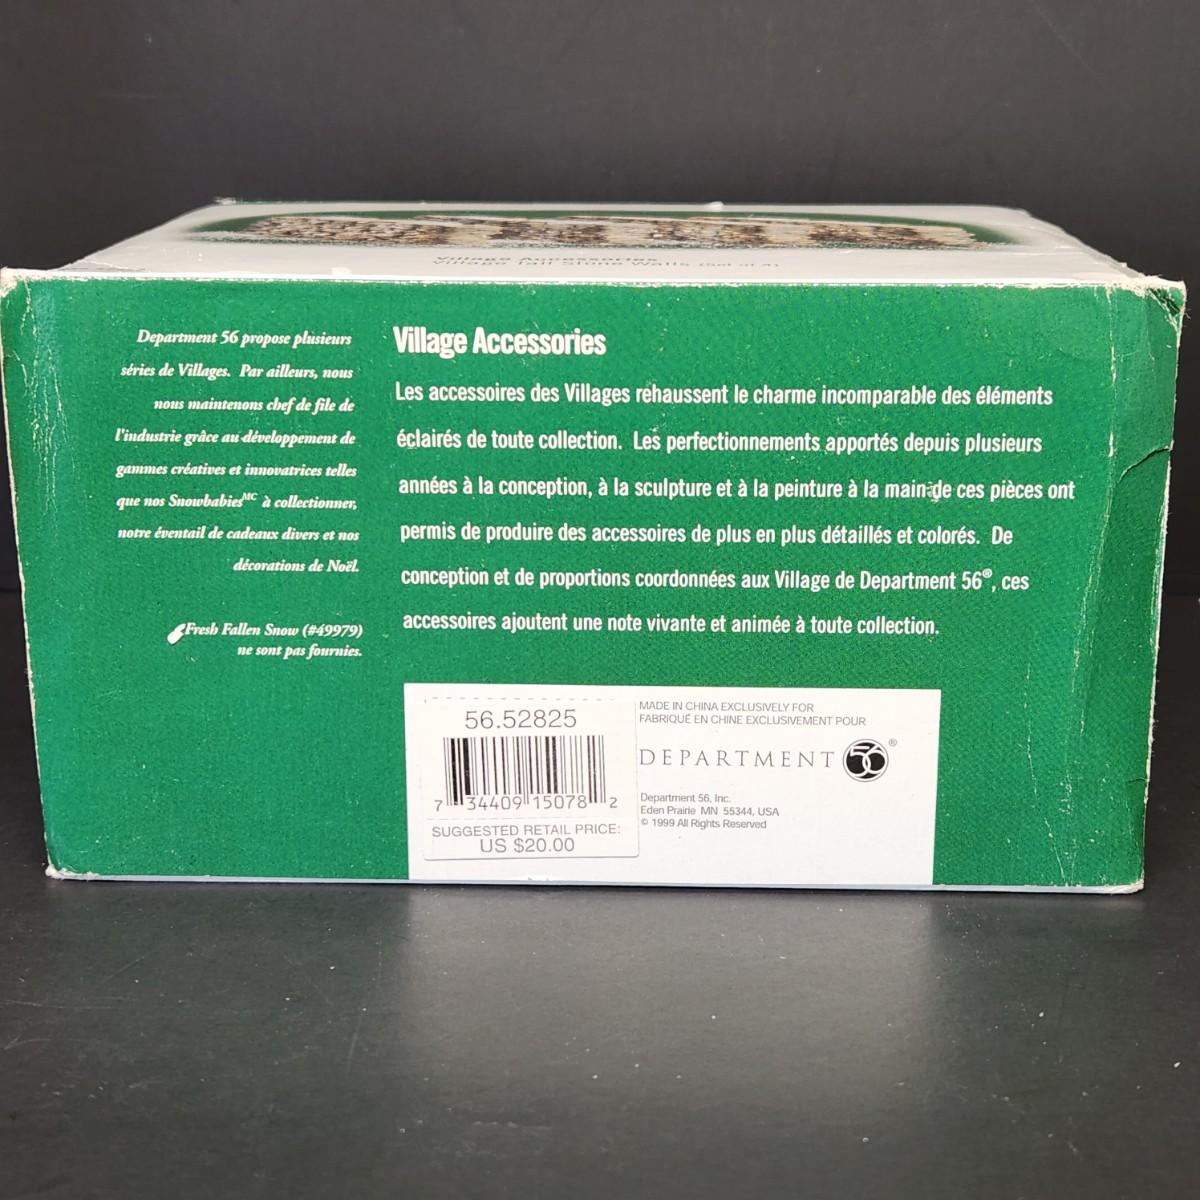 Village Accessories
Village Tall Stone Walls (Set of 4)
Department 56 propose plusieurs
séries de Villages. Par ailleurs, nous
nous maintenons chef de file de
l'industrie grâce au développement de
gammes créatives et innovatrices telles
que nos Snowbabies MC à collectionner,
notre éventail de cadeaux divers et nos
décorations de Noël.
Fresh Fallen Snow (#49979)
ne sont pas fournies.
Village Accessories
Les accessoires des Villages rehaussent le charme incomparable des éléments
éclairés de toute collection. Les perfectionnements apportés depuis plusieurs
années à la conception, à la sculpture et à la peinture à la main de ces pièces ont
permis de produire des accessoires de plus en plus détaillés et colorés. De
conception et de proportions coordonnées aux Village de Department 56®, ces
accessoires ajoutent une note vivante et animée à toute collection.
56.52825
7 34409 15078 2
SUGGESTED RETAIL PRICE:
US $20.00
MADE IN CHINA EXCLUSIVELY FOR
FABRIQUÉ EN CHINE EXCLUSIVEMENT POUR
DEPARTMENT 56®
Department 56, Inc.
Eden Prairie MN 55344, USA
© 1999 All Rights Reserved